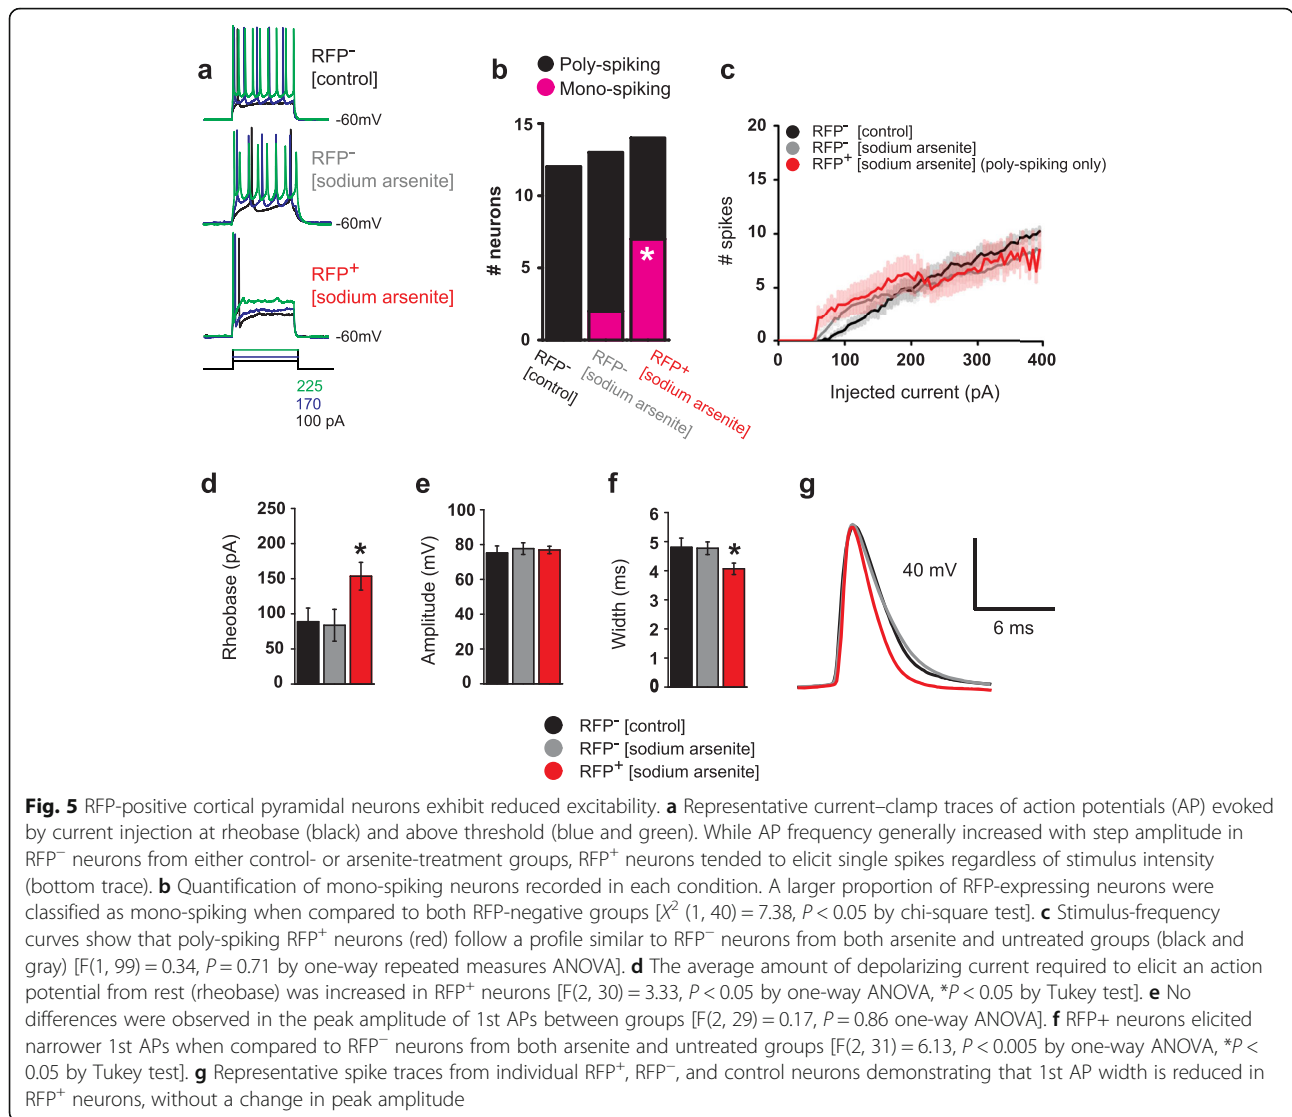 a
RFP⁻
[control]
-60mV
RFP⁻
[sodium arsenite]
-60mV
RFP⁺
[sodium arsenite]
-60mV
225
170
100 pA
b
Poly-spiking
Mono-spiking
# neurons
15
10
5
0
RFP⁻
[control]
RFP-
[sodium arsenite]
RFP⁺
[sodium arsenite]
*
c
RFP⁻ [control]
RFP⁻ [sodium arsenite]
RFP⁺ [sodium arsenite] (poly-spiking only)
# spikes
20
15
10
5
0
0 100 200 300 400
Injected current (pA)
d
Rheobase (pA)
250
200
150
100
50
0
*
e
Amplitude (mV)
100
80
60
40
20
0
f
Width (ms)
6
5
4
3
2
1
0
*
g
40 mV
6 ms
RFP⁻ [control]
RFP⁻ [sodium arsenite]
RFP⁺ [sodium arsenite]
Fig. 5 RFP-positive cortical pyramidal neurons exhibit reduced excitability. a Representative current–clamp traces of action potentials (AP) evoked
by current injection at rheobase (black) and above threshold (blue and green). While AP frequency generally increased with step amplitude in
RFP⁻ neurons from either control- or arsenite-treatment groups, RFP⁺ neurons tended to elicit single spikes regardless of stimulus intensity
(bottom trace). b Quantification of mono-spiking neurons recorded in each condition. A larger proportion of RFP-expressing neurons were
classified as mono-spiking when compared to both RFP-negative groups [X² (1, 40) = 7.38, P < 0.05 by chi-square test]. c Stimulus-frequency
curves show that poly-spiking RFP⁺ neurons (red) follow a profile similar to RFP⁻ neurons from both arsenite and untreated groups (black and
gray) [F(1, 99) = 0.34, P = 0.71 by one-way repeated measures ANOVA]. d The average amount of depolarizing current required to elicit an action
potential from rest (rheobase) was increased in RFP⁺ neurons [F(2, 30) = 3.33, P < 0.05 by one-way ANOVA, *P < 0.05 by Tukey test]. e No
differences were observed in the peak amplitude of 1st APs between groups [F(2, 29) = 0.17, P = 0.86 one-way ANOVA]. f RFP+ neurons elicited
narrower 1st APs when compared to RFP⁻ neurons from both arsenite and untreated groups [F(2, 31) = 6.13, P < 0.005 by one-way ANOVA, *P <
0.05 by Tukey test]. g Representative spike traces from individual RFP⁺, RFP⁻, and control neurons demonstrating that 1st AP width is reduced in
RFP⁺ neurons, without a change in peak amplitude